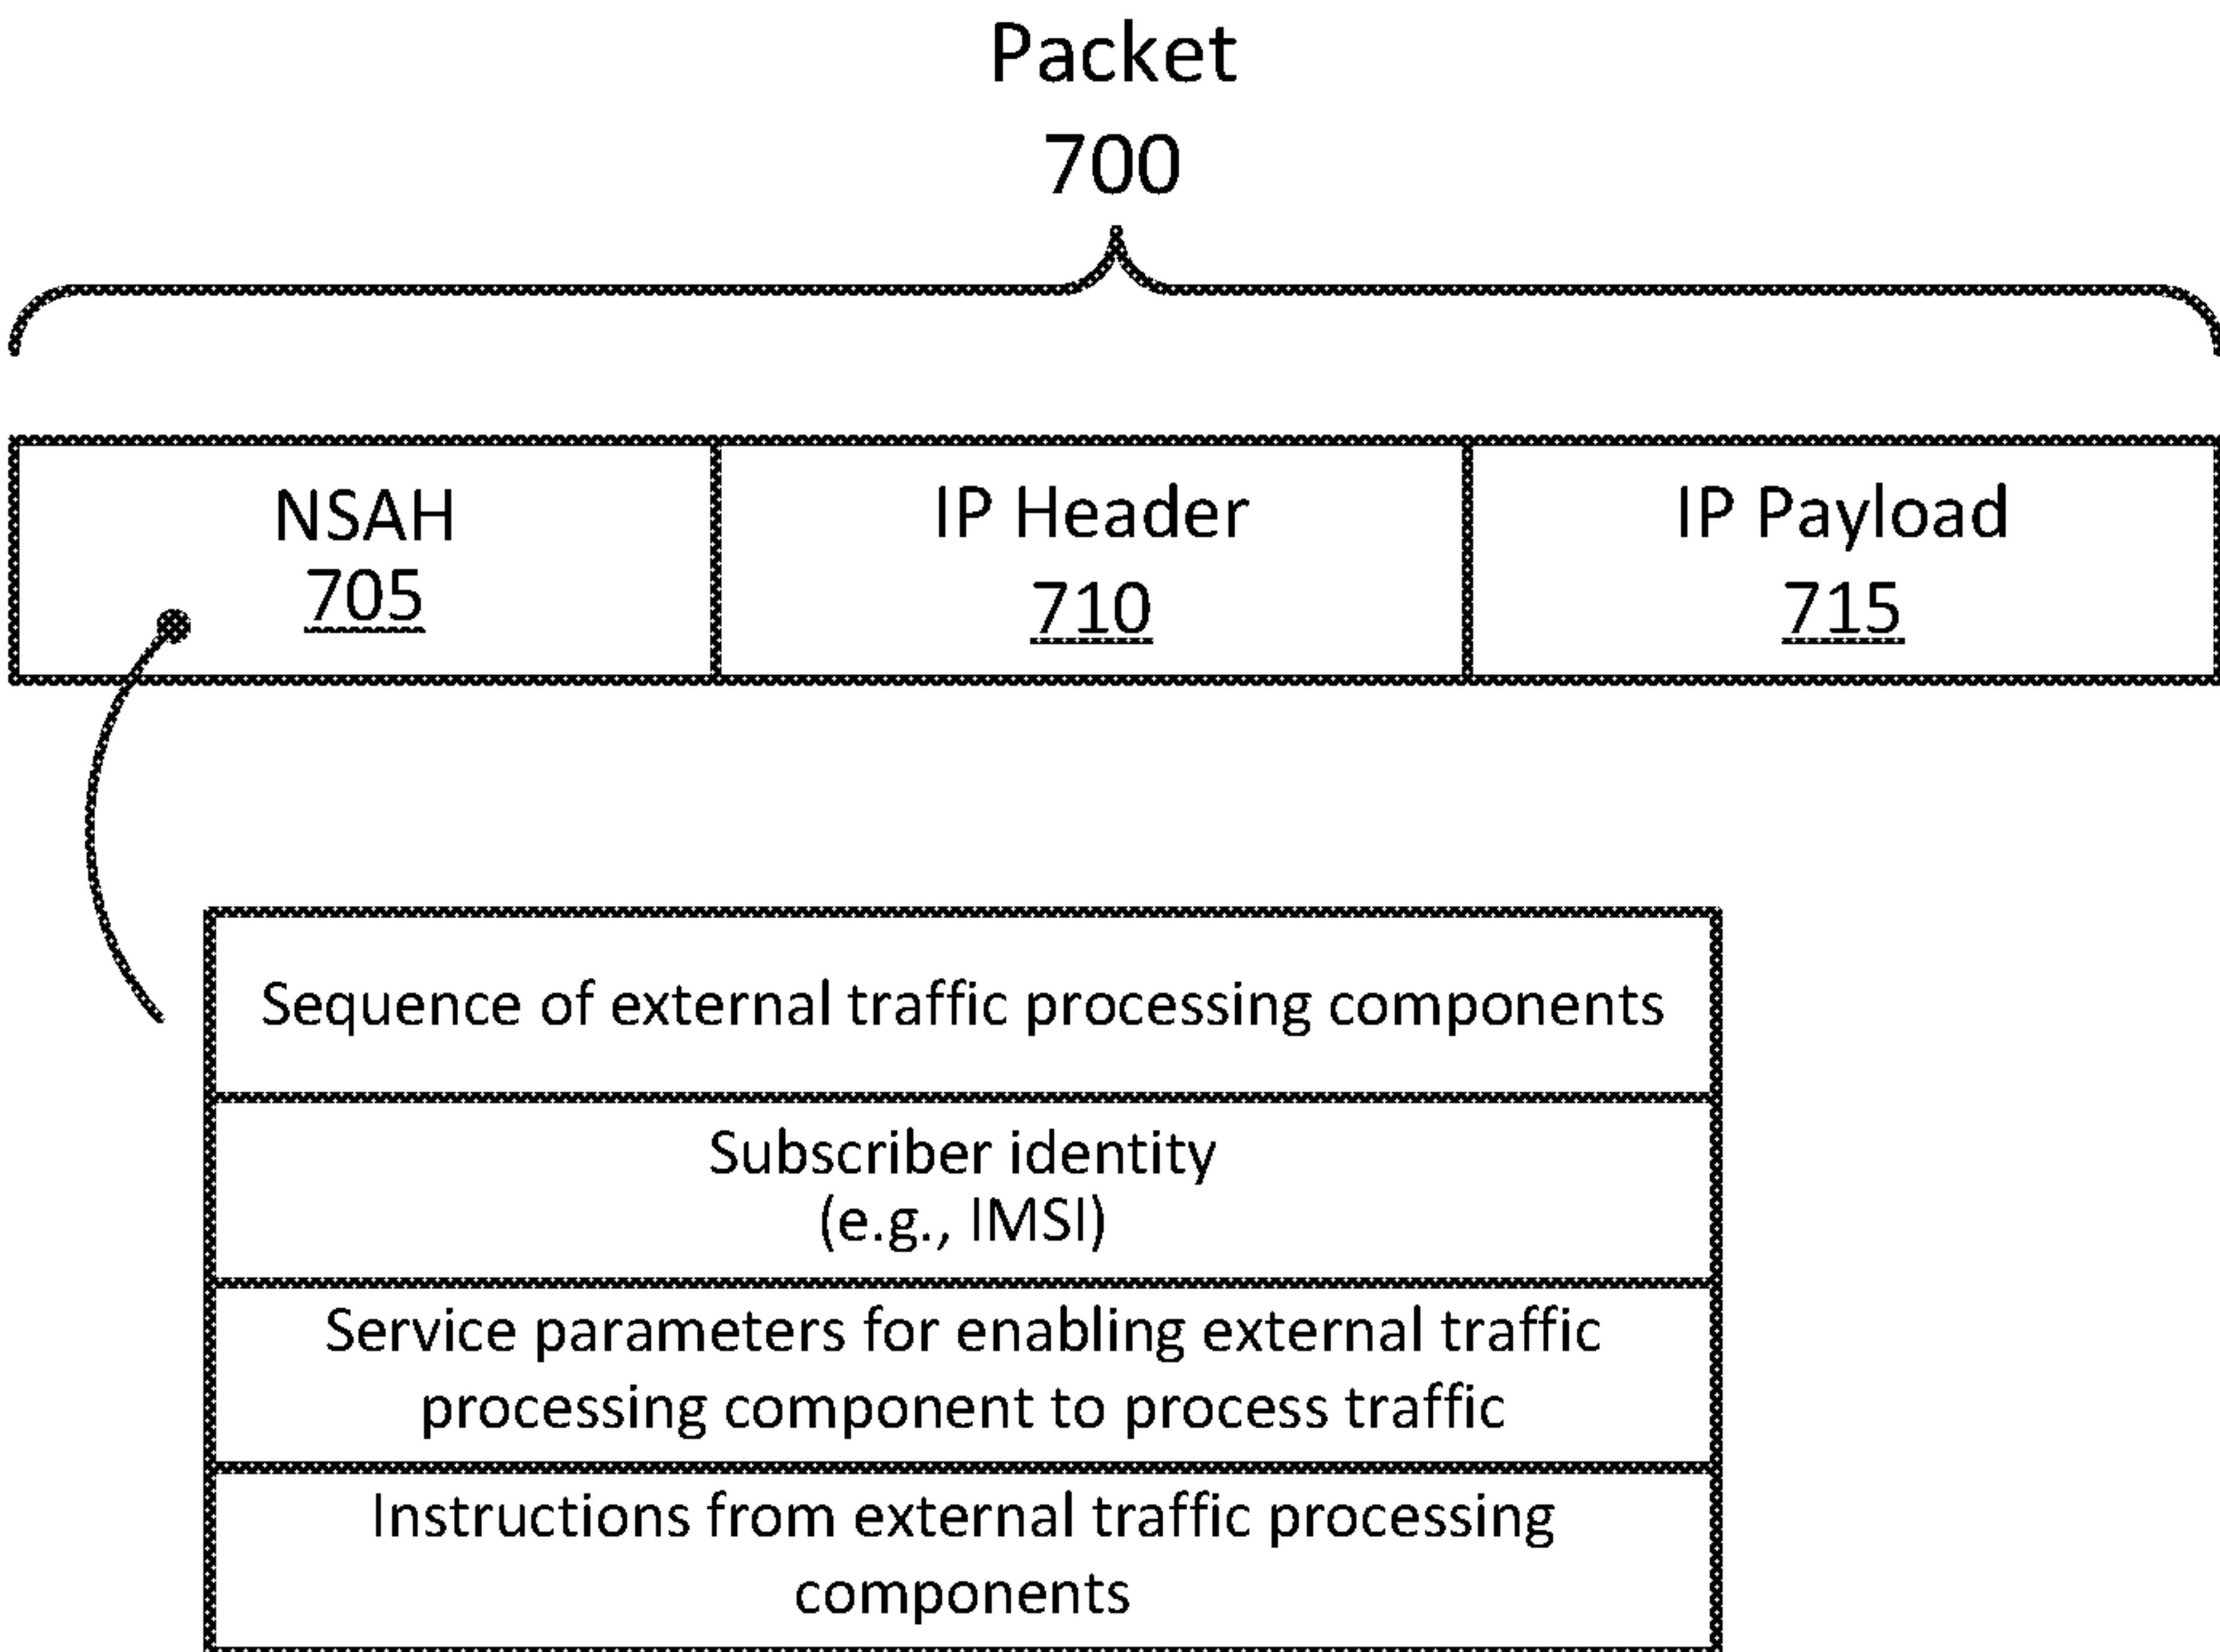 Packet
700
NSAH
705
IP Header
710
IP Payload
715
Sequence of external traffic processing components
Subscriber identity
(e.g., IMSI)
Service parameters for enabling external traffic
processing component to process traffic
Instructions from external traffic processing
components